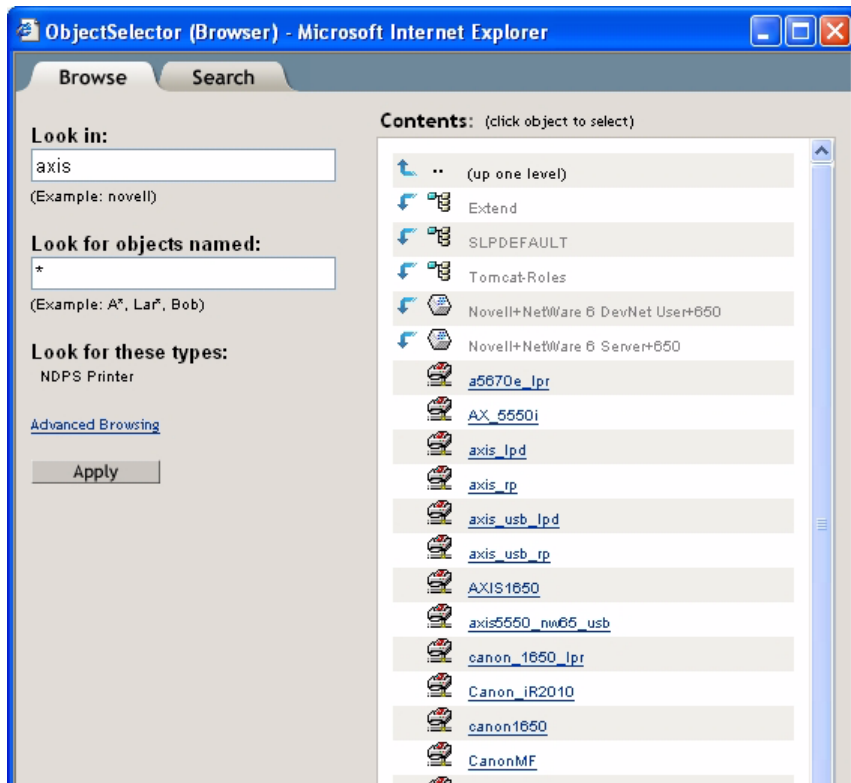 ObjectSelector (Browser) - Microsoft Internet Explorer
Browse
Search
Look in:
axis
(Example: novell)
Look for objects named:
*
(Example: A*, Lar*, Bob)
Look for these types:
NDPS Printer
Advanced Browsing
Apply
Contents: (click object to select)
.. (up one level)
Extend
SLPDEFAULT
Tomcat-Roles
Novell+NetWare 6 DevNet User+650
Novell+NetWare 6 Server+650
a5670e_lpr
AX_5550i
axis_lpd
axis_rp
axis_usb_lpd
axis_usb_rp
AXIS1650
axis5550_nw65_usb
canon_1650_lpr
Canon_iR2010
canon1650
CanonMF